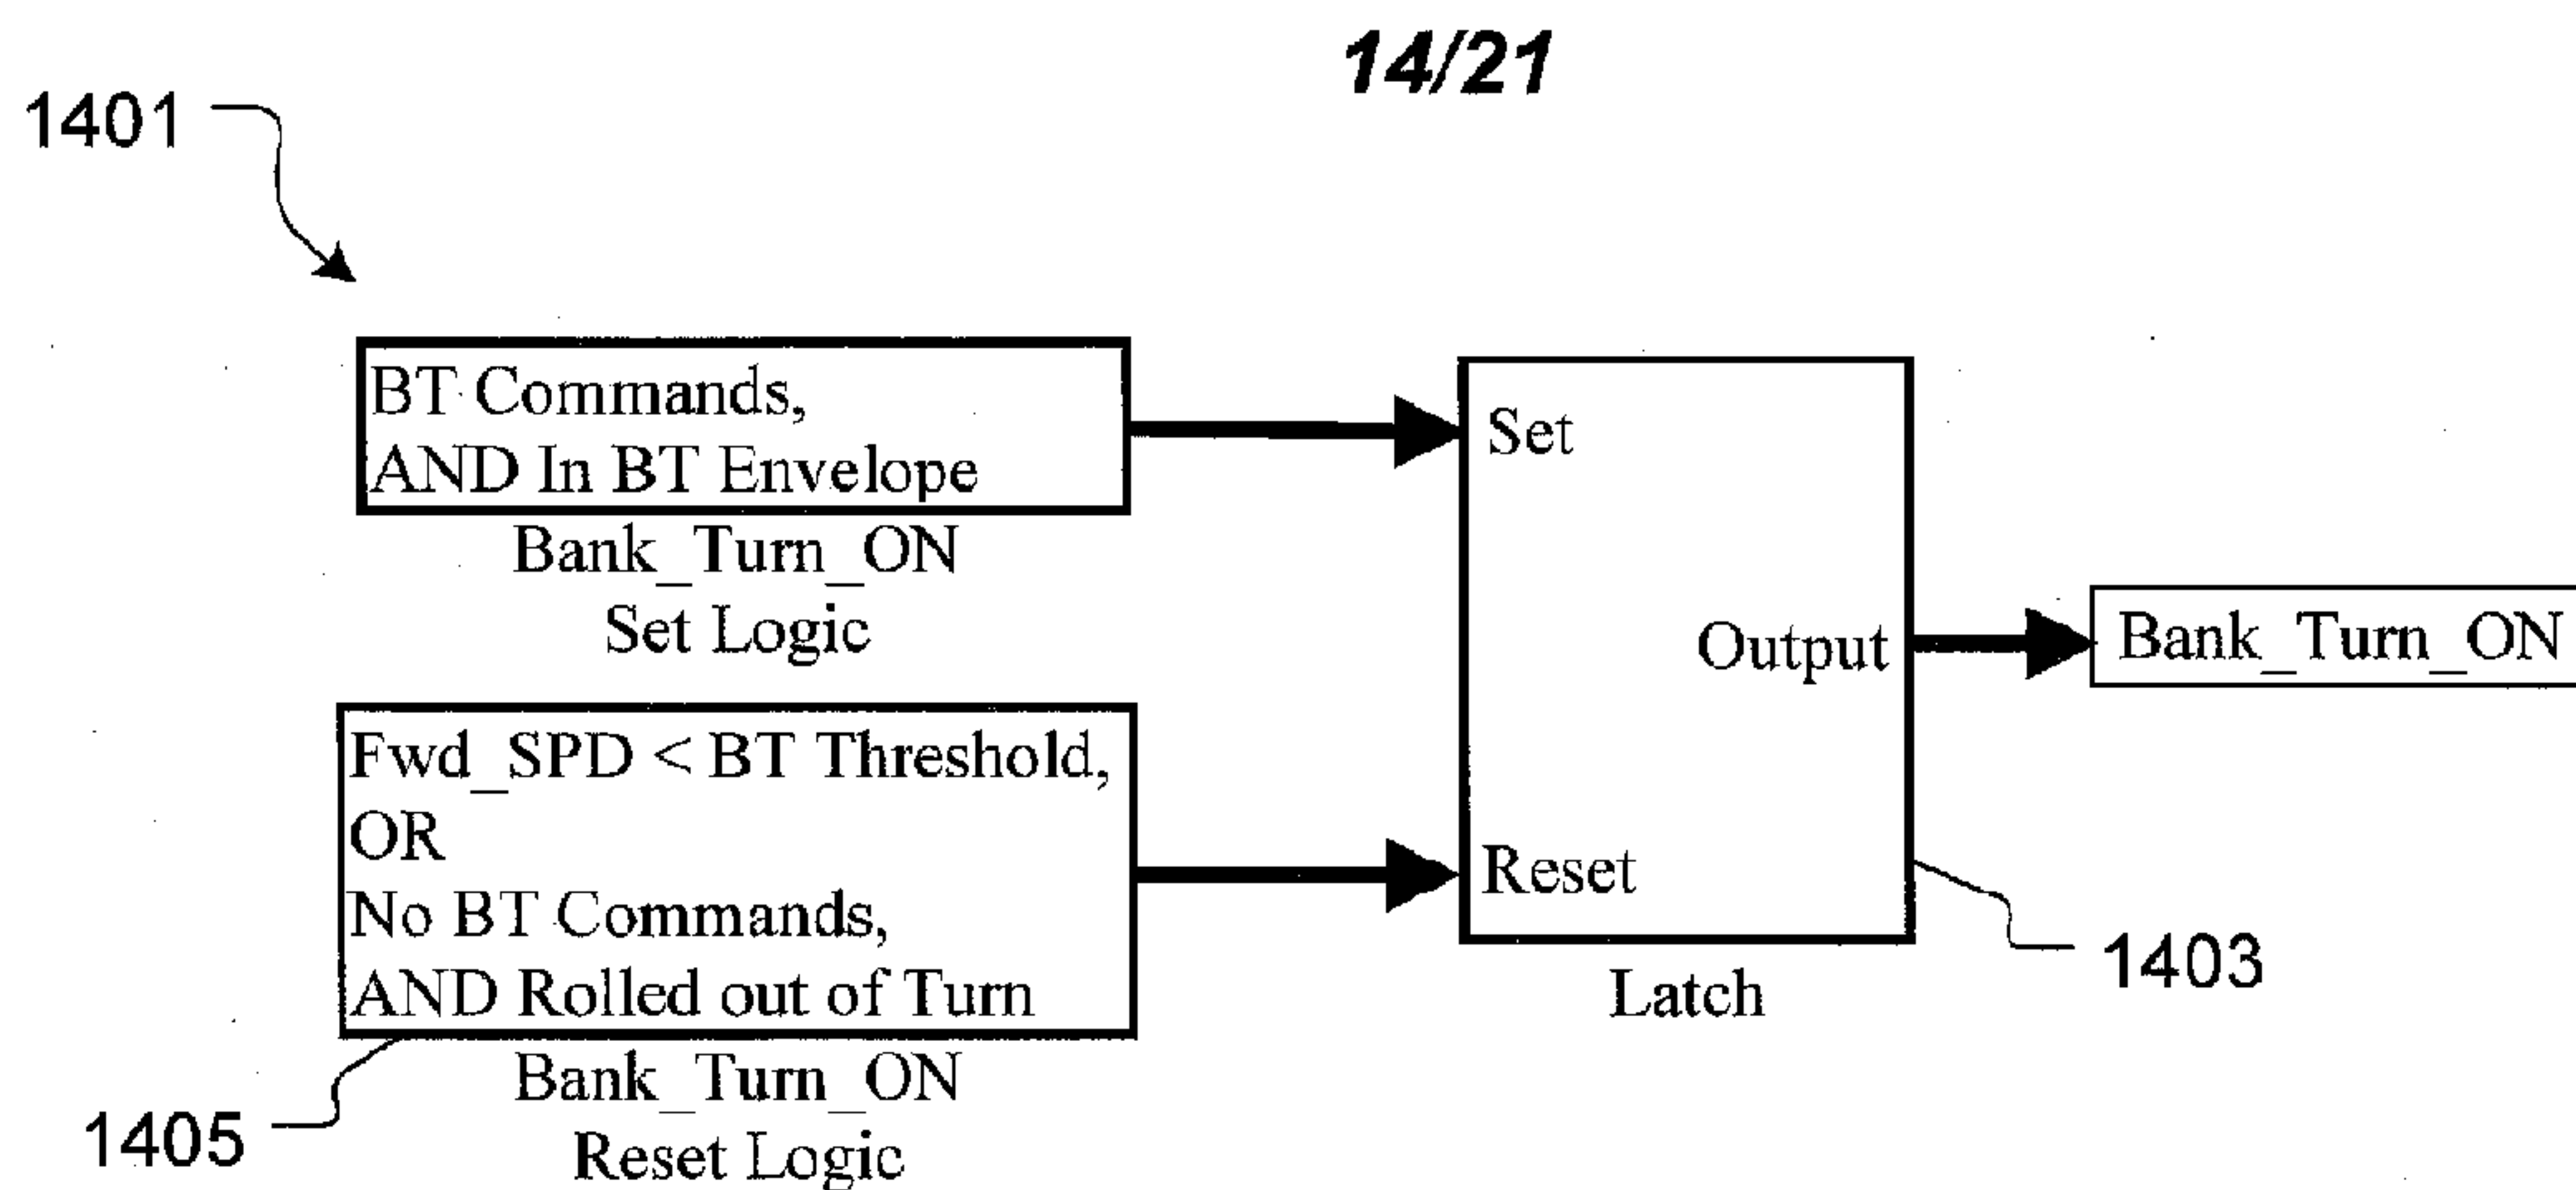 14/21
1401
BT Commands,
AND In BT Envelope
Bank_Turn_ON
Set Logic
Fwd_SPD < BT Threshold,
OR
No BT Commands,
AND Rolled out of Turn
Bank_Turn_ON
Reset Logic
1405
Set
Output
Reset
Latch
1403
Bank_Turn_ON